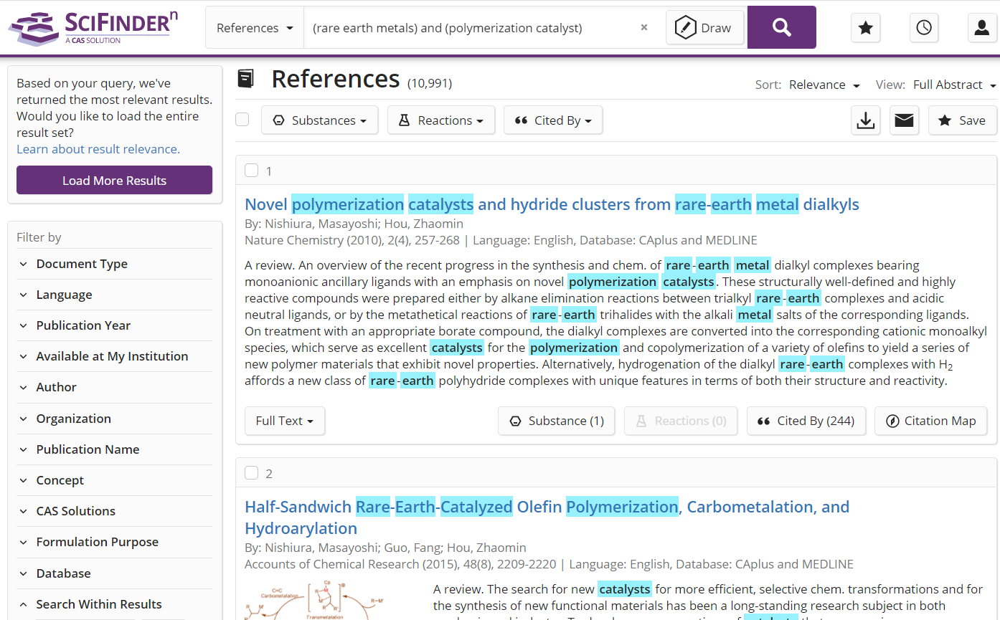 SCIFINDERⁿ
A CAS SOLUTION
References
(rare earth metals) and (polymerization catalyst)
×
Draw
Based on your query, we've
returned the most relevant results.
Would you like to load the entire
result set?
Learn about result relevance.
Load More Results
Filter by
Document Type
Language
Publication Year
Available at My Institution
Author
Organization
Publication Name
Concept
CAS Solutions
Formulation Purpose
Database
Search Within Results
References (10,991)
Sort: Relevance View: Full Abstract
Substances Reactions Cited By Save
1
Novel polymerization catalysts and hydride clusters from rare-earth metal dialkyls
By: Nishiura, Masayoshi; Hou, Zhaomin
Nature Chemistry (2010), 2(4), 257-268 | Language: English, Database: CAplus and MEDLINE
A review. An overview of the recent progress in the synthesis and chem. of rare-earth metal dialkyl complexes bearing
monoanionic ancillary ligands with an emphasis on novel polymerization catalysts. These structurally well-defined and highly
reactive compounds were prepared either by alkane elimination reactions between trialkyl rare-earth complexes and acidic
neutral ligands, or by the metathetical reactions of rare-earth trihalides with the alkali metal salts of the corresponding ligands.
On treatment with an appropriate borate compound, the dialkyl complexes are converted into the corresponding cationic monoalkyl
species, which serve as excellent catalysts for the polymerization and copolymerization of a variety of olefins to yield a series of
new polymer materials that exhibit novel properties. Alternatively, hydrogenation of the dialkyl rare-earth complexes with H₂
affords a new class of rare-earth polyhydride complexes with unique features in terms of both their structure and reactivity.
Full Text Substance (1) Reactions (0) Cited By (244) Citation Map
2
Half-Sandwich Rare-Earth-Catalyzed Olefin Polymerization, Carbometalation, and
Hydroarylation
By: Nishiura, Masayoshi; Guo, Fang; Hou, Zhaomin
Accounts of Chemical Research (2015), 48(8), 2209-2220 | Language: English, Database: CAplus and MEDLINE
C=C
Carbometalation
Cp
R-M'
Transmetalation
A review. The search for new catalysts for more efficient, selective chem. transformations and for
the synthesis of new functional materials has been a long-standing research subject in both